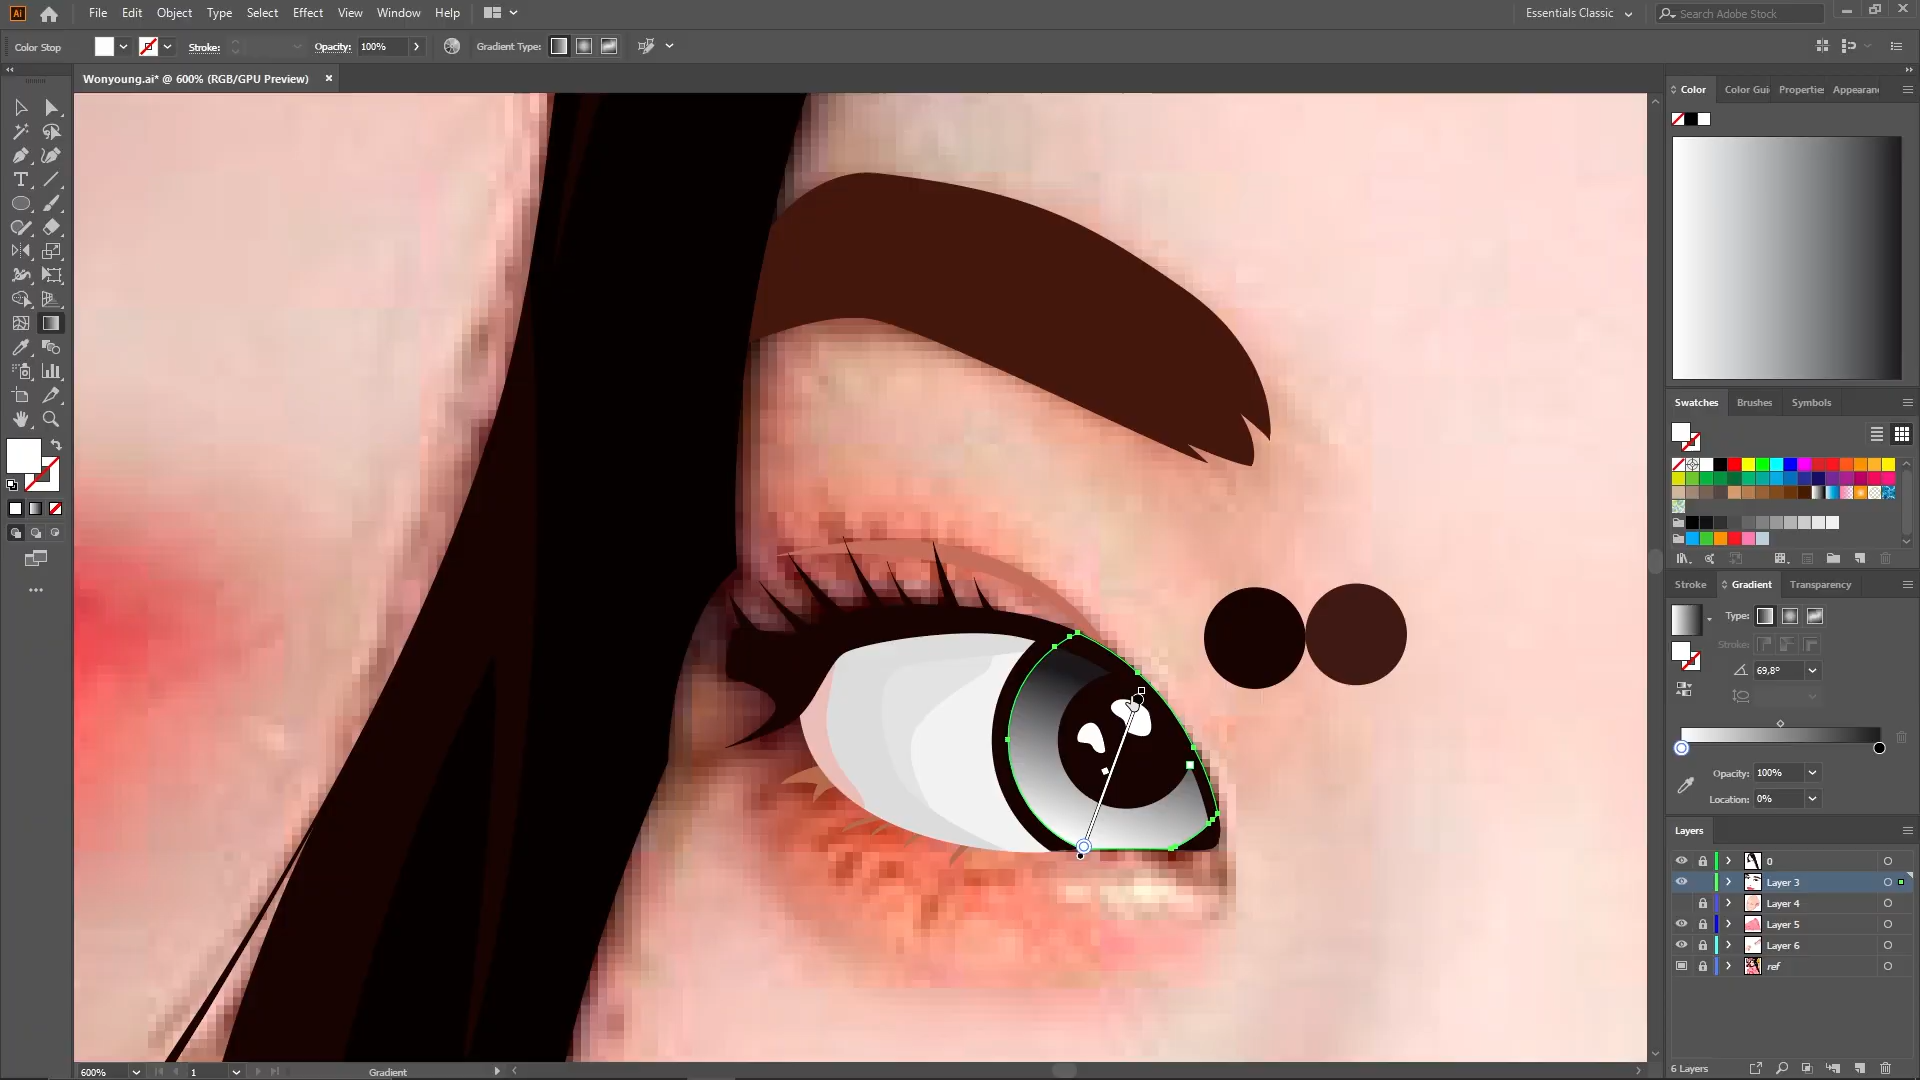 Ai File Edit Object Type Select Effect View Window Help Essentials Classic Search Adobe Stock
Color Stop Stroke: Opacity: 100% Gradient Type:
Wonyoung.ai* @ 600% (RGB/GPU Preview) ×
Color Color Gui Properties Appearan
Swatches Brushes Symbols
Stroke Gradient Transparency
Type:
Stroke:
69,8°
Opacity: 100%
Location: 0%
Layers
0
Layer 3
Layer 4
Layer 5
Layer 6
ref
6 Layers
600% 1 Gradient